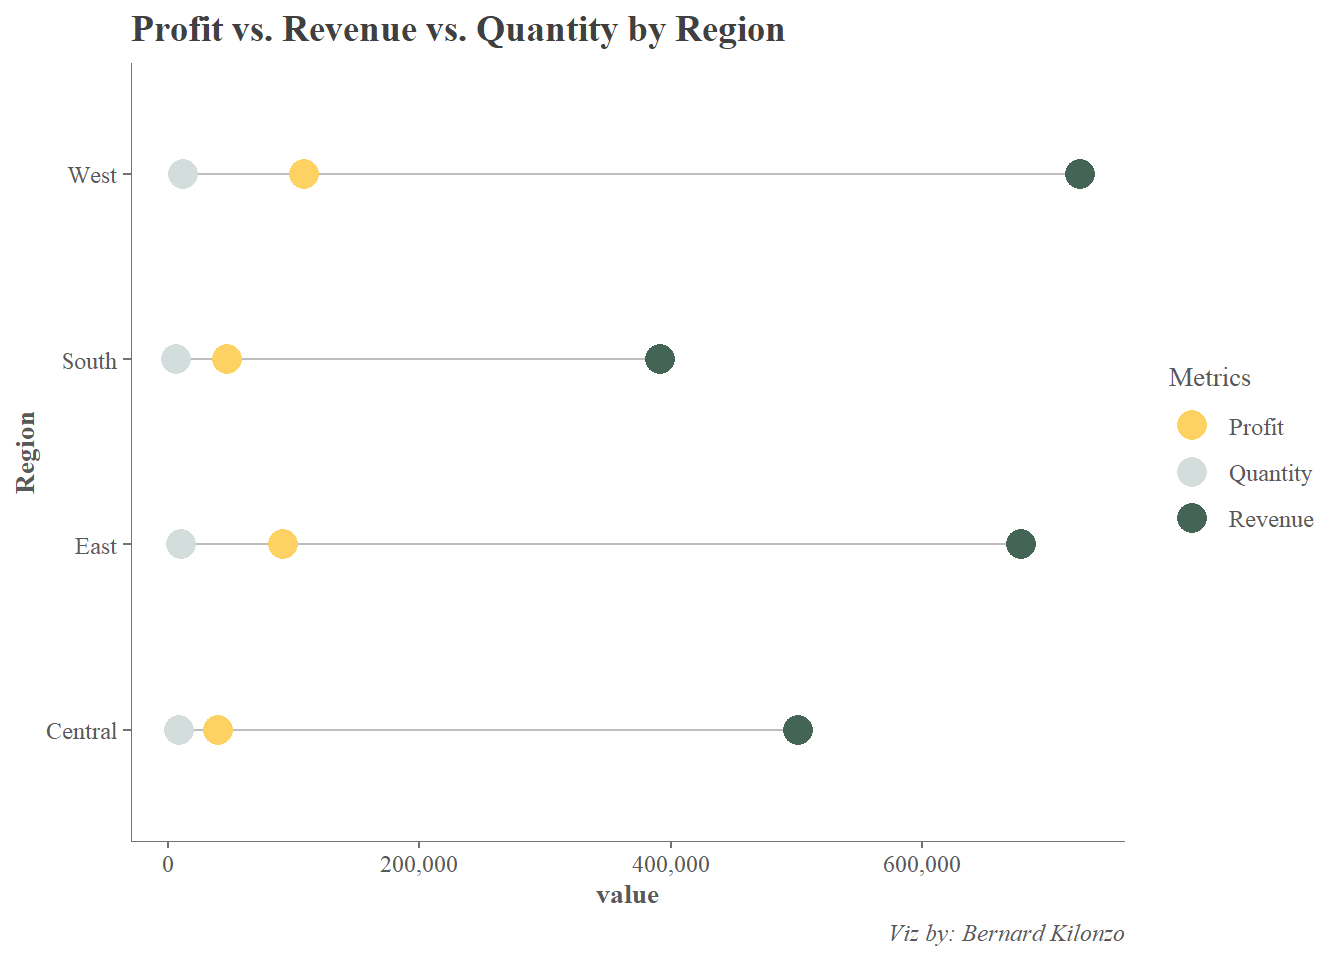 Profit vs. Revenue vs. Quantity by Region
West
South
East
Central
Region
0 200,000 400,000 600,000
value
Metrics
Profit
Quantity
Revenue
Viz by: Bernard Kilonzo